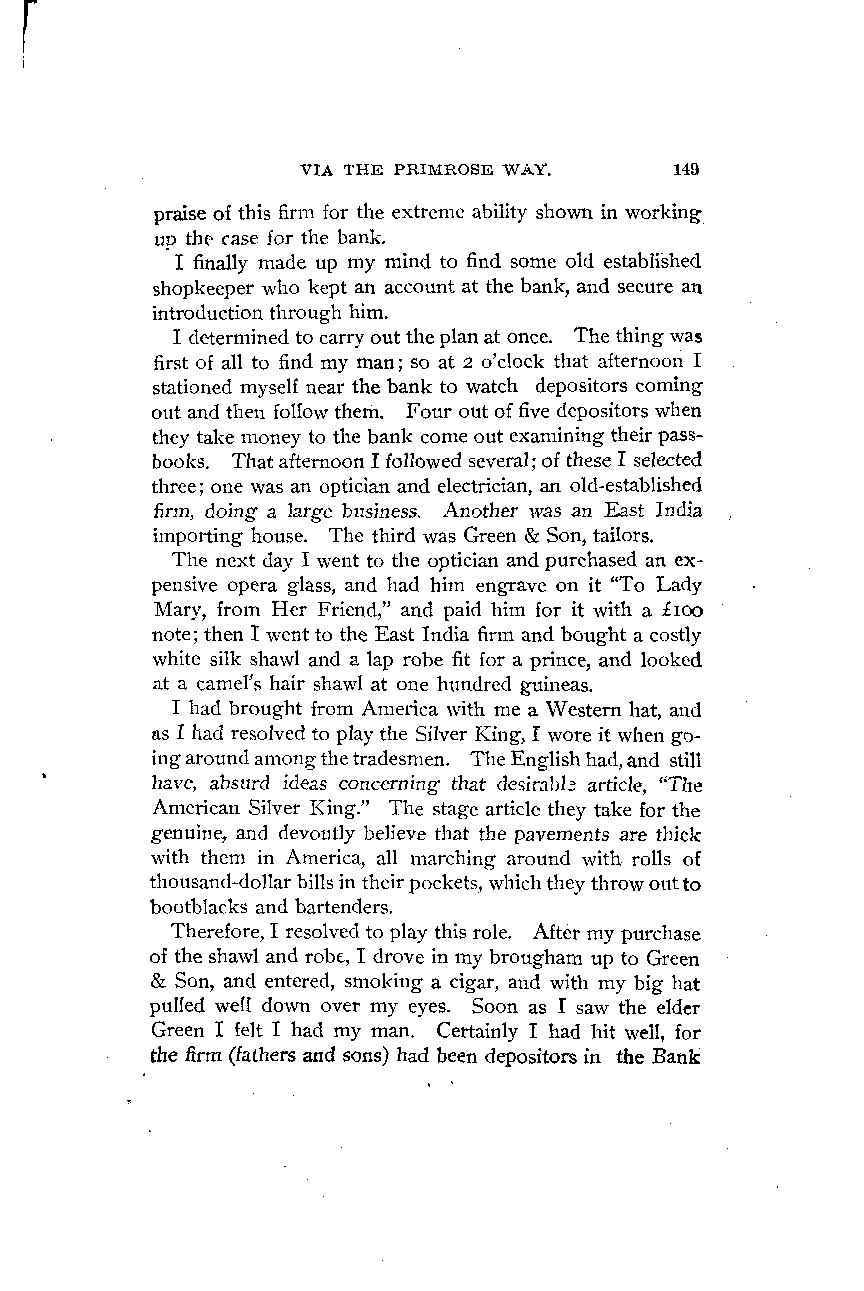 VIA THE PRIMROSE WAY. 149
praise of this firm for the extreme ability shown in working
up the case for the bank.
I finally made up my mind to find some old established
shopkeeper who kept an account at the bank, and secure an
introduction through him.
I determined to carry out the plan at once. The thing was
first of all to find my man; so at 2 o'clock that afternoon I
stationed myself near the bank to watch depositors coming
out and then follow them. Four out of five depositors when
they take money to the bank come out examining their pass-
books. That afternoon I followed several; of these I selected
three; one was an optician and electrician, an old-established
firm, doing a large business. Another was an East India
importing house. The third was Green & Son, tailors.
The next day I went to the optician and purchased an ex-
pensive opera glass, and had him engrave on it "To Lady
Mary, from Her Friend," and paid him for it with a £100
note; then I went to the East India firm and bought a costly
white silk shawl and a lap robe fit for a prince, and looked
at a camel's hair shawl at one hundred guineas.
I had brought from America with me a Western hat, and
as I had resolved to play the Silver King, I wore it when go-
ing around among the tradesmen. The English had, and still
have, absurd ideas concerning that desirable article, "The
American Silver King." The stage article they take for the
genuine, and devoutly believe that the pavements are thick
with them in America, all marching around with rolls of
thousand-dollar bills in their pockets, which they throw out to
bootblacks and bartenders.
Therefore, I resolved to play this role. After my purchase
of the shawl and robe, I drove in my brougham up to Green
& Son, and entered, smoking a cigar, and with my big hat
pulled well down over my eyes. Soon as I saw the elder
Green I felt I had my man. Certainly I had hit well, for
the firm (fathers and sons) had been depositors in the Bank